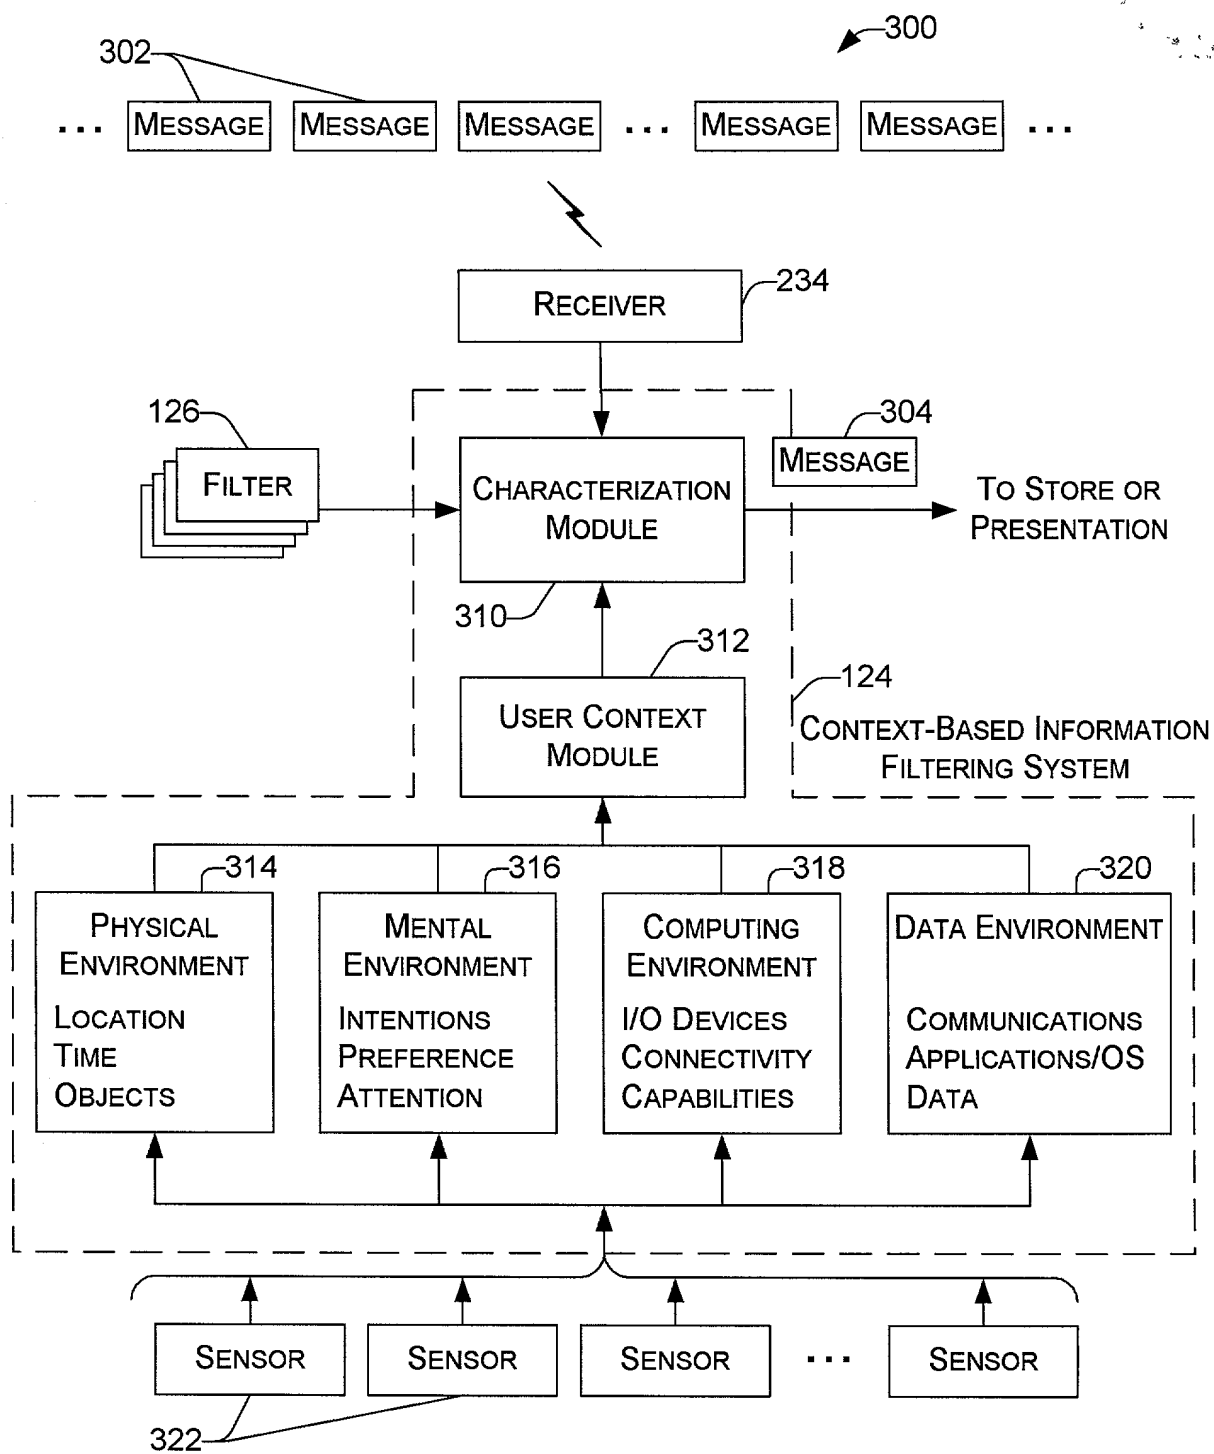 300
302
... MESSAGE MESSAGE MESSAGE ... MESSAGE MESSAGE ...
234
RECEIVER
126
FILTER
304
MESSAGE
CHARACTERIZATION
MODULE
TO STORE OR
PRESENTATION
310
312
USER CONTEXT
MODULE
124
CONTEXT-BASED INFORMATION
FILTERING SYSTEM
314
PHYSICAL
ENVIRONMENT
LOCATION
TIME
OBJECTS
316
MENTAL
ENVIRONMENT
INTENTIONS
PREFERENCE
ATTENTION
318
COMPUTING
ENVIRONMENT
I/O DEVICES
CONNECTIVITY
CAPABILITIES
320
DATA ENVIRONMENT
COMMUNICATIONS
APPLICATIONS/OS
DATA
SENSOR SENSOR SENSOR ... SENSOR
322